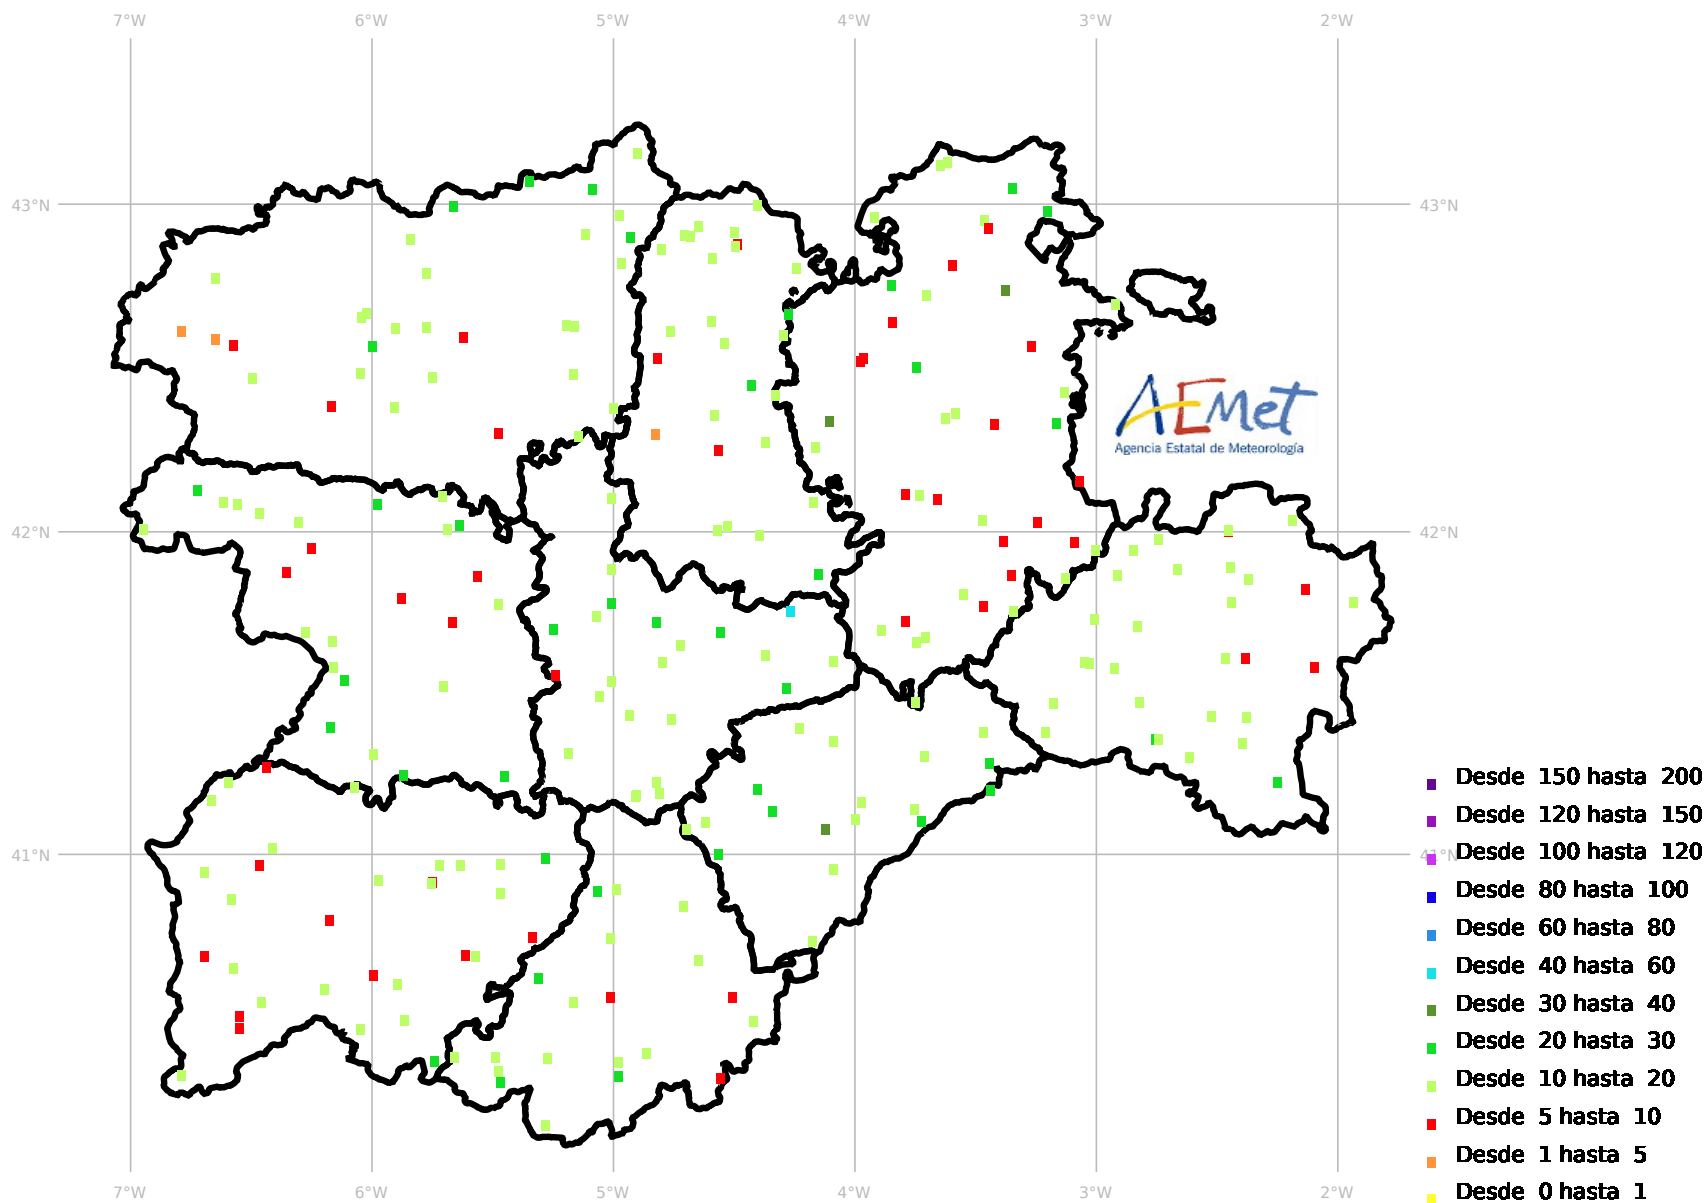 7°W 6°W 5°W 4°W 3°W 2°W
43°N 43°N
AEMet
Agencia Estatal de Meteorología
42°N 42°N
Desde 150 hasta 200
Desde 120 hasta 150
41°N 41°N
Desde 100 hasta 120
Desde 80 hasta 100
Desde 60 hasta 80
Desde 40 hasta 60
Desde 30 hasta 40
Desde 20 hasta 30
Desde 10 hasta 20
Desde 5 hasta 10
Desde 1 hasta 5
Desde 0 hasta 1
7°W 6°W 5°W 4°W 3°W 2°W